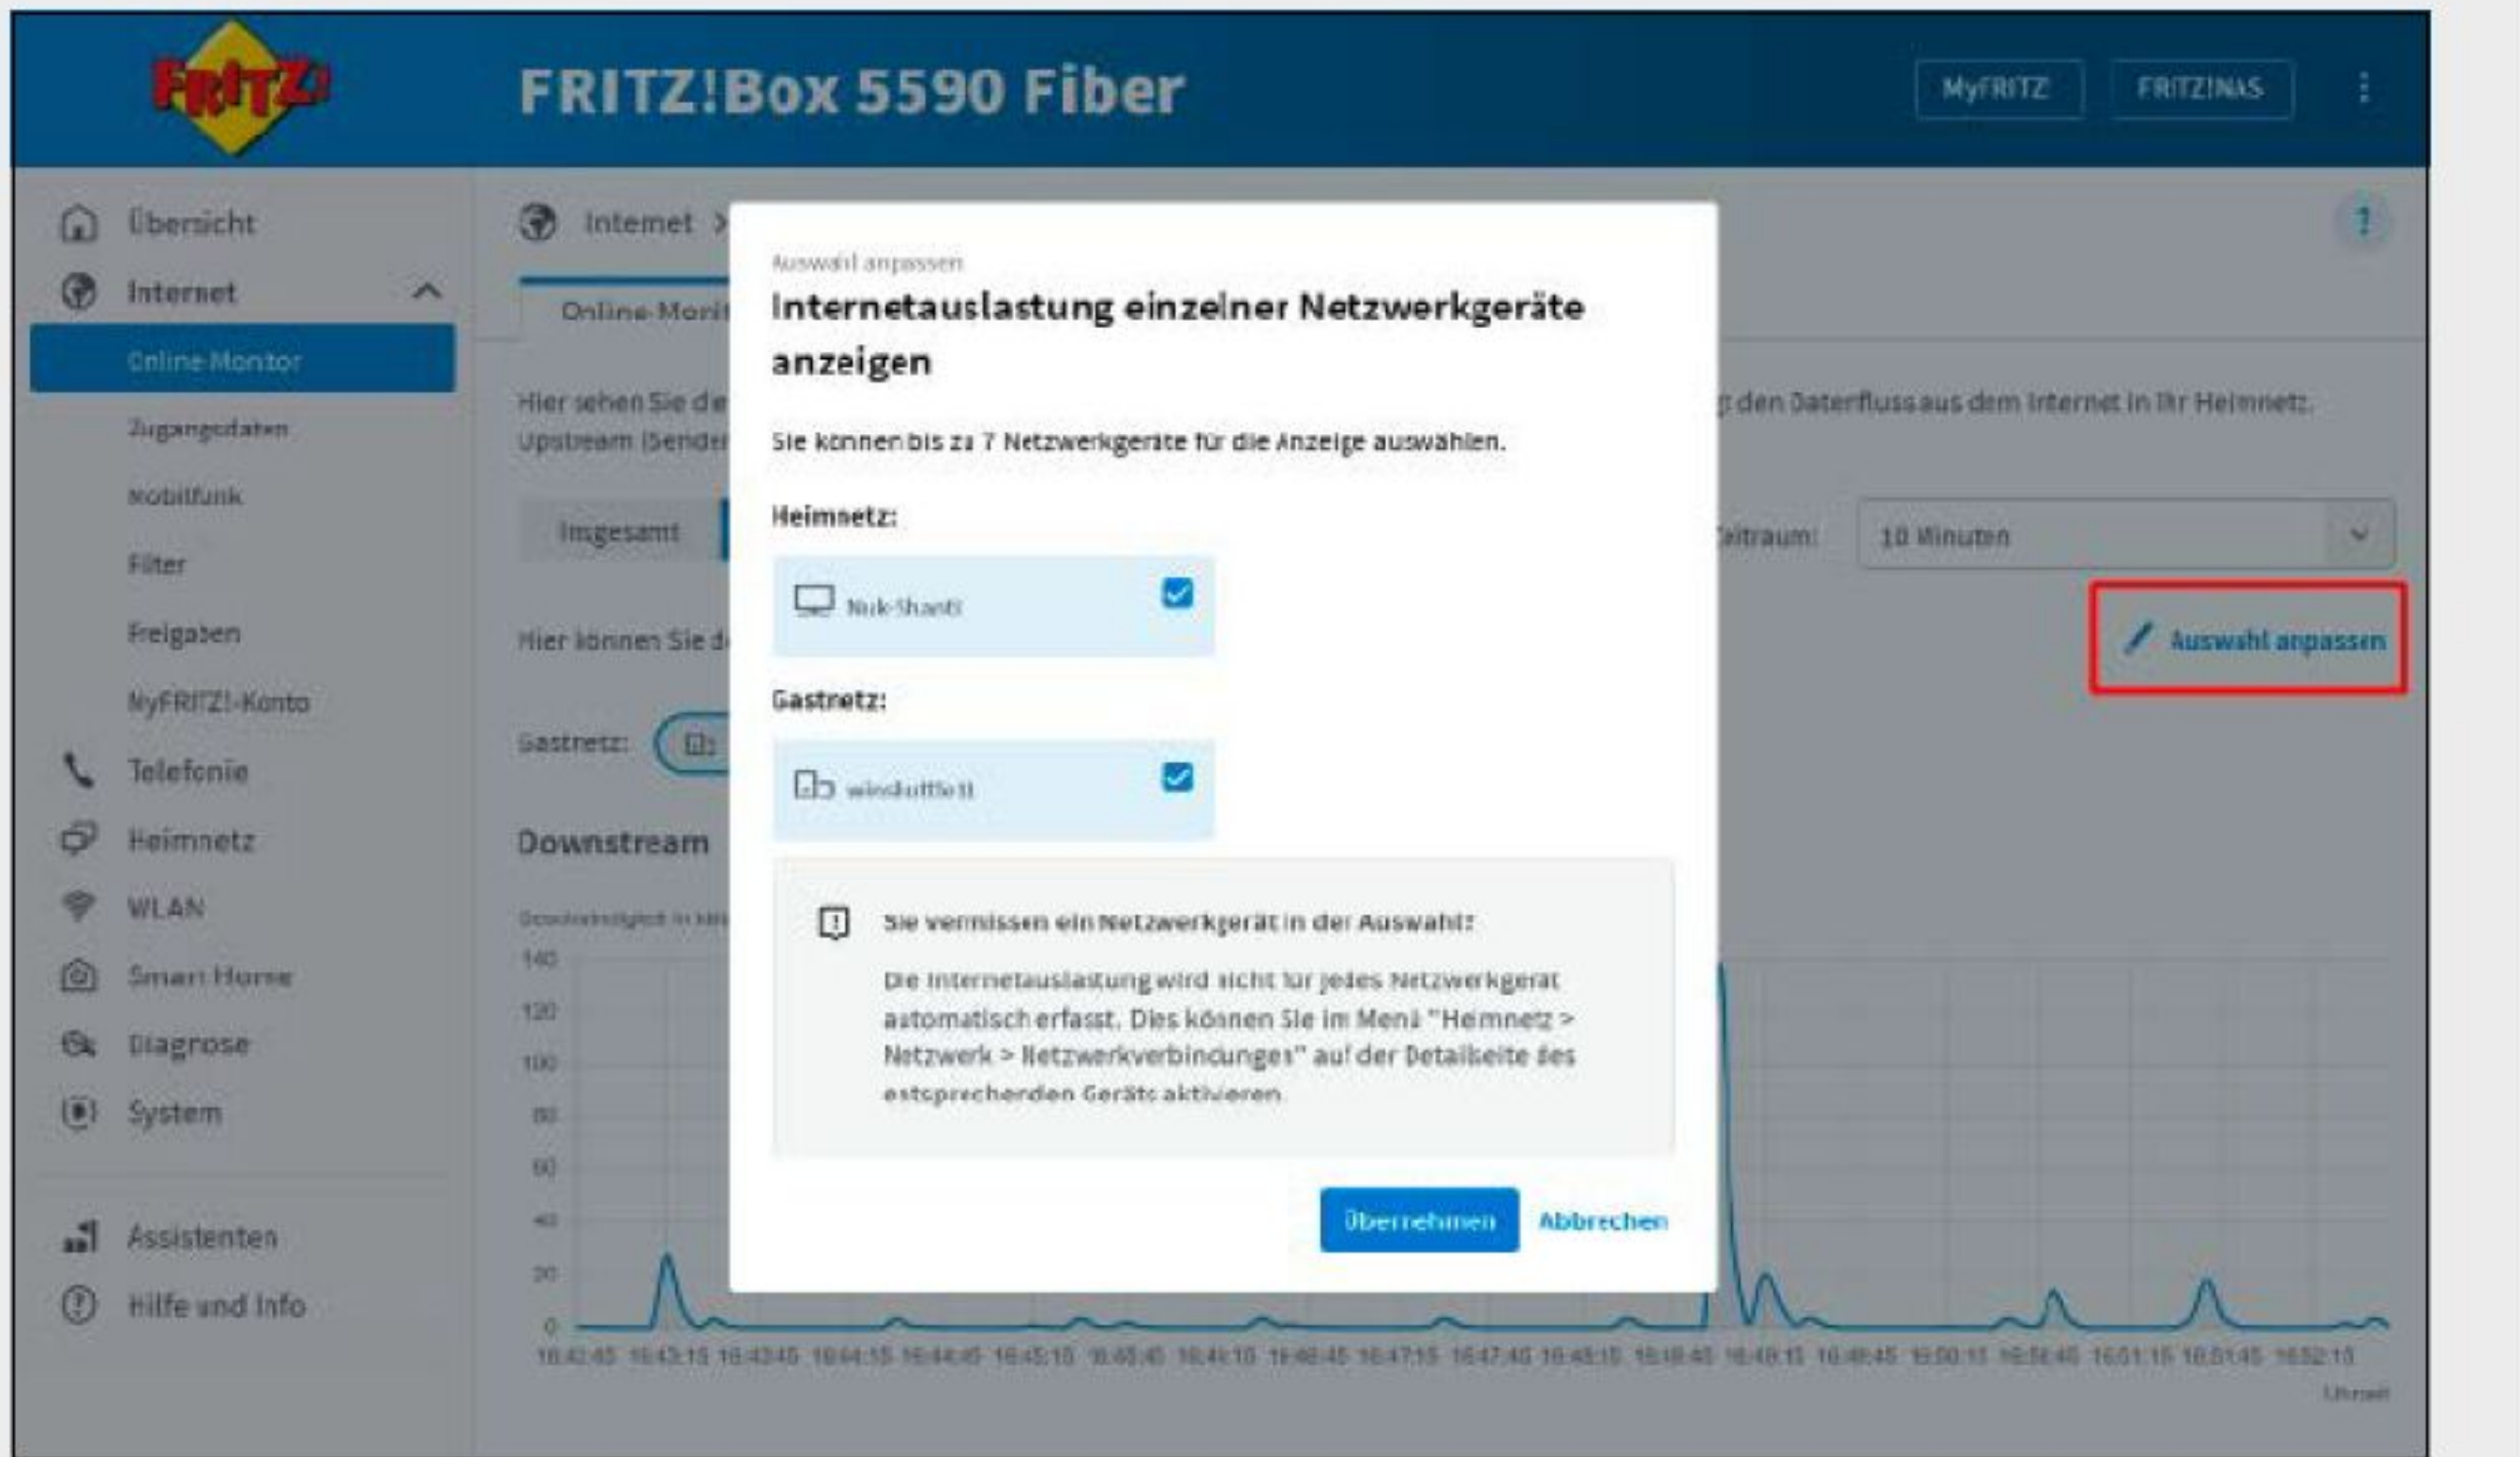 FRITZ!
FRITZ!Box 5590 Fiber
MyFRITZ!
FRITZ!NAS
Übersicht
Internet
Online-Monitor
Zugangsdaten
Mobilfunk
Filter
Freigaben
MyFRITZ!-Konto
Telefonie
Heimnetz
WLAN
Smart Home
Diagnose
System
Assistenten
Hilfe und Info
Internet >
?
Online-Monit
Hier sehen Sie de
g den Datenfluss aus dem Internet in Ihr Heimnetz.
Upstream (Sender
Insgesamt
Zeitraum:
10 Minuten
Hier können Sie d
Auswahl anpassen
Gastnetz:
Auswahl anpassen
Internetauslastung einzelner Netzwerkgeräte
anzeigen
Sie können bis zu 7 Netzwerkgeräte für die Anzeige auswählen.
Heimnetz:
Gastnetz:
Sie vermissen ein Netzwerkgerät in der Auswahl?
Die Internetauslastung wird nicht für jedes Netzwerkgerät
automatisch erfasst. Dies können Sie im Menü "Heimnetz >
Netzwerk > Netzwerkverbindungen" auf der Detailseite des
entsprechenden Geräts aktivieren.
Übernehmen
Abbrechen
Downstream
140
120
100
80
60
40
20
0
Uhrzeit